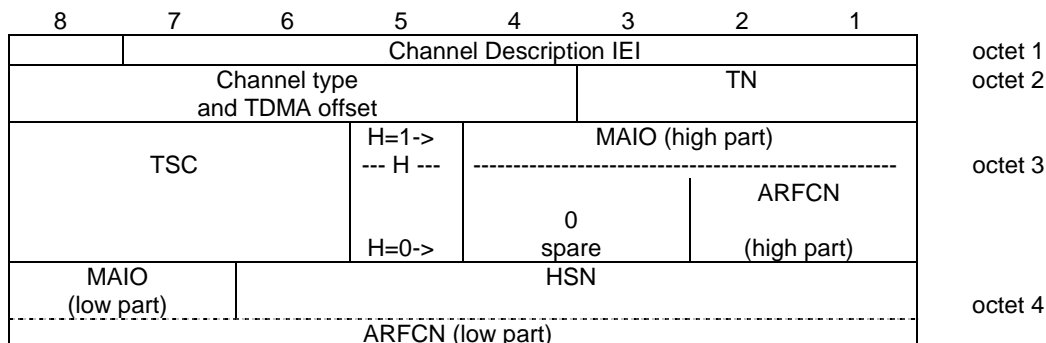 8 7 6 5 4 3 2 1
Channel Description IEI octet 1
Channel type TN octet 2
and TDMA offset
H=1-> MAIO (high part)
TSC --- H --- ----------------------------------------------------- octet 3
ARFCN
0
H=0-> spare (high part)
MAIO HSN
(low part) octet 4
ARFCN (low part)